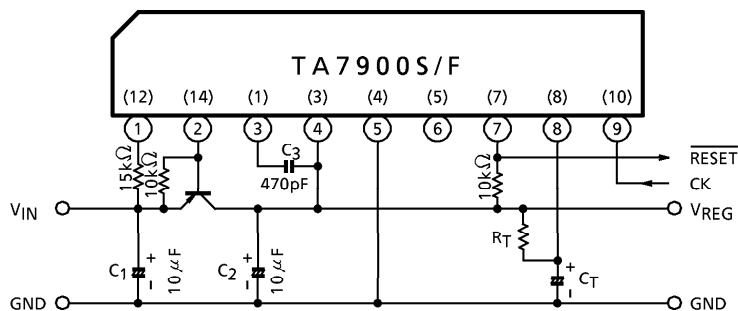 TA7900S/F
(12) (14) (1) (3) (4) (5) (7) (8) (10)
1 2 3 4 5 6 7 8 9
15kΩ
10kΩ
C3
470pF
10kΩ
RESET
CK
VIN
VREG
RT
C1 + - 10μF
C2 + - 10μF
CT + -
GND
GND